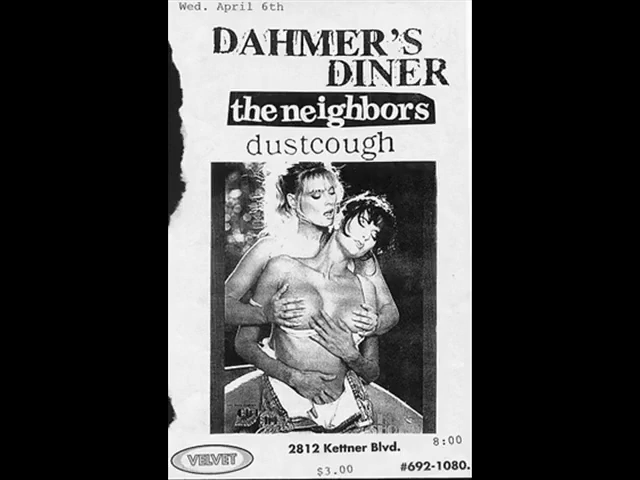 Wed. April 6th
DAHMER'S
DINER
the neighbors
dustcough
8:00
2812 Kettner Blvd.
VELVET
$3.00
#692-1080.